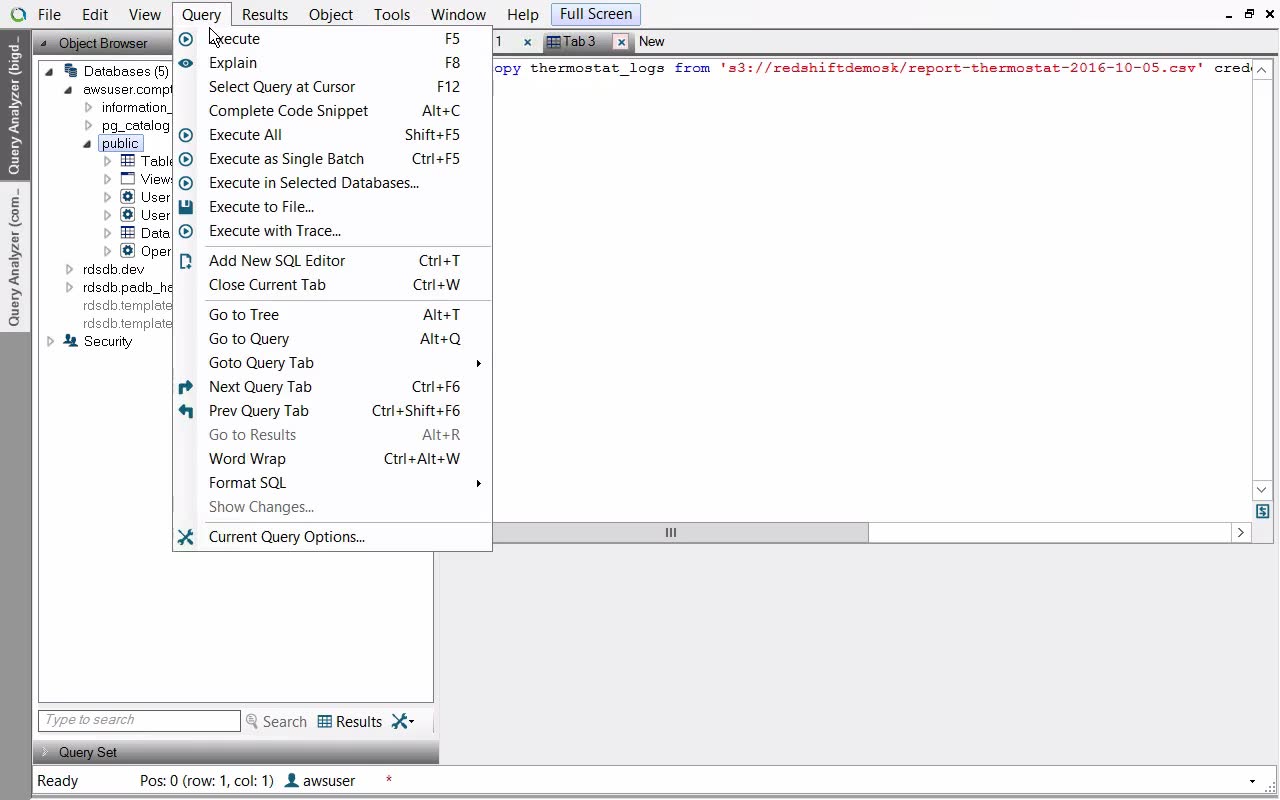 File Edit View Query Results Object Tools Window Help Full Screen
Object Browser
1 Tab 3 New
Query Analyzer (bigd...
Query Analyzer (com...
Databases (5)
awsuser.compt
information_
pg_catalog
public
Table
Views
User
User
Data
Oper
rdsdb.dev
rdsdb.padb_ha
rdsdb.template
rdsdb.template
Security
Execute F5
Explain F8
Select Query at Cursor F12
Complete Code Snippet Alt+C
Execute All Shift+F5
Execute as Single Batch Ctrl+F5
Execute in Selected Databases...
Execute to File...
Execute with Trace...
Add New SQL Editor Ctrl+T
Close Current Tab Ctrl+W
Go to Tree Alt+T
Go to Query Alt+Q
Goto Query Tab
Next Query Tab Ctrl+F6
Prev Query Tab Ctrl+Shift+F6
Go to Results Alt+R
Word Wrap Ctrl+Alt+W
Format SQL
Show Changes...
Current Query Options...
opy thermostat_logs from 's3://redshiftdemosk/report-thermostat-2016-10-05.csv' crede
Type to search Search Results
Query Set
Ready Pos: 0 (row: 1, col: 1) awsuser *